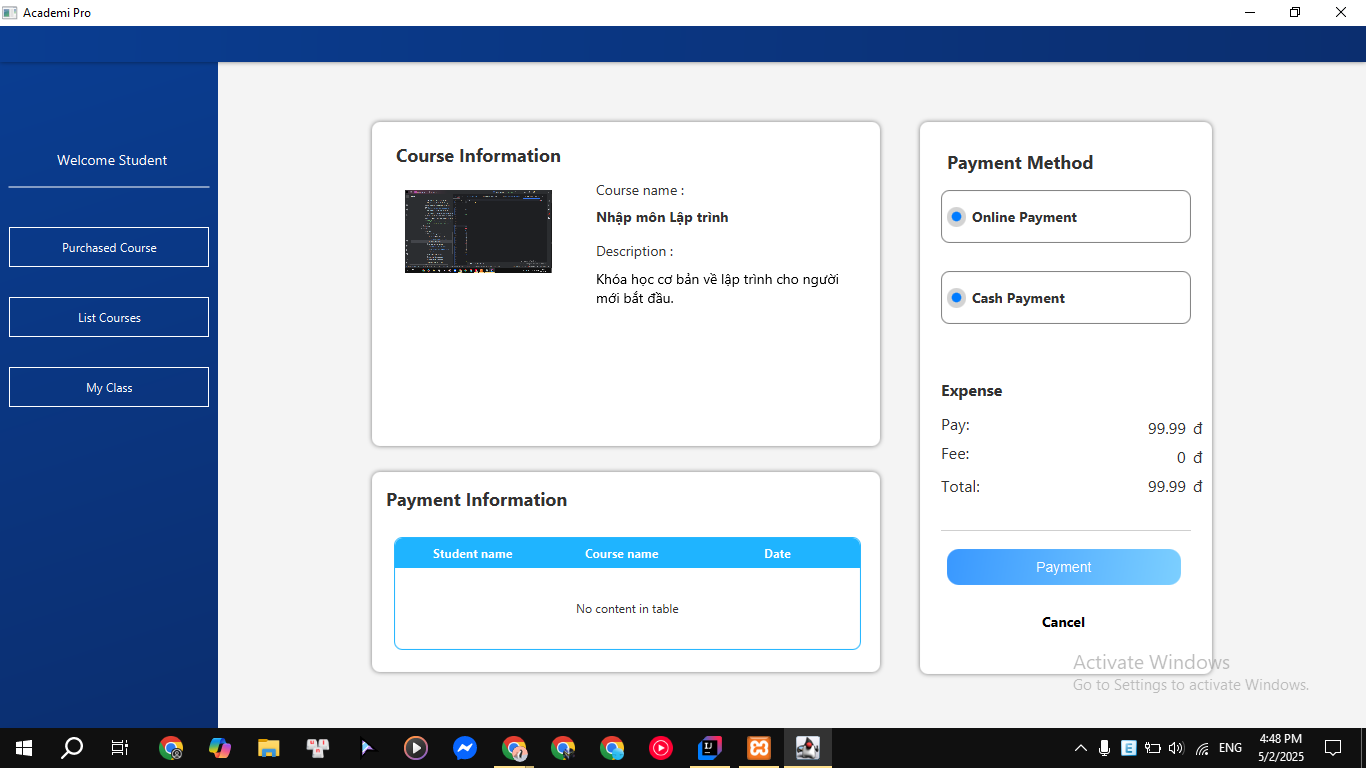 Academi Pro
Welcome Student
Purchased Course
List Courses
My Class
Course Information
Course name :
Nhập môn Lập trình
Description :
Khóa học cơ bản về lập trình cho người
mới bắt đầu.
Payment Information
Student name Course name Date
No content in table
Payment Method
Online Payment
Cash Payment
Expense
Pay: 99.99 đ
Fee: 0 đ
Total: 99.99 đ
Payment
Cancel
Activate Windows
Go to Settings to activate Windows.
ENG
4:48 PM
5/2/2025